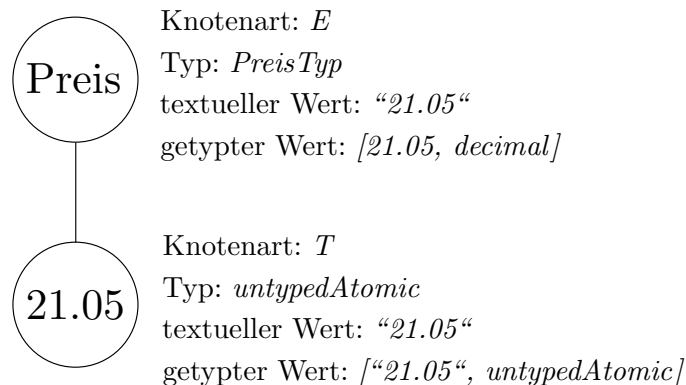 Preis
Knotenart: E
Typ: PreisTyp
textueller Wert: “21.05“
getypter Wert: [21.05, decimal]
21.05
Knotenart: T
Typ: untypedAtomic
textueller Wert: “21.05“
getypter Wert: [“21.05“, untypedAtomic]